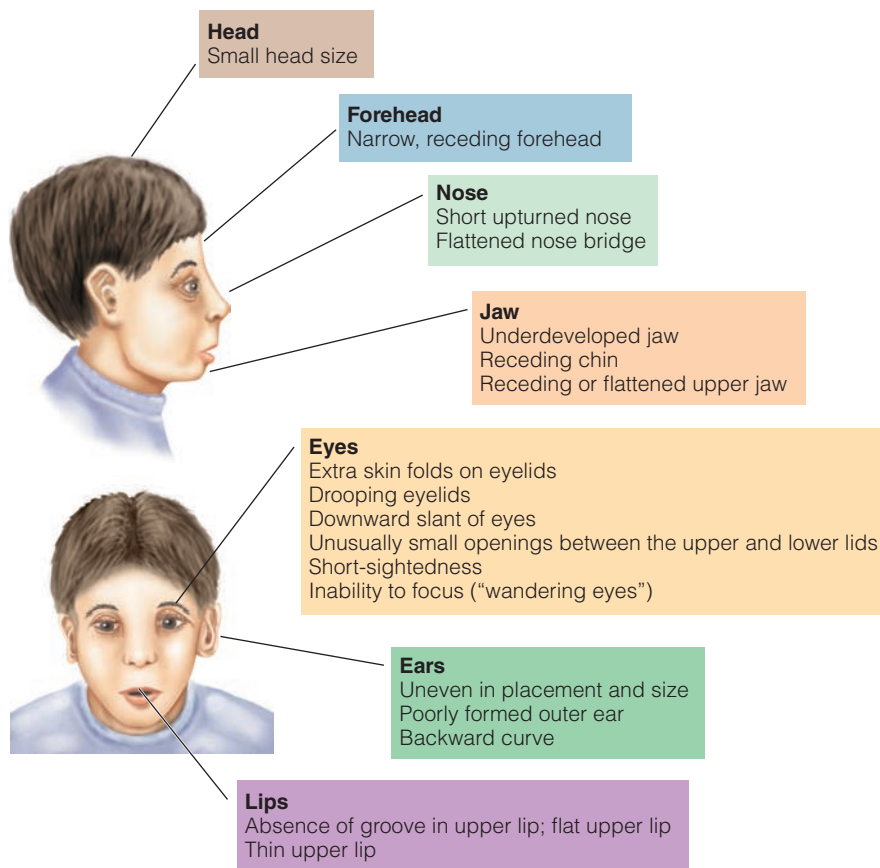 Head
Small head size
Forehead
Narrow, receding forehead
Nose
Short upturned nose
Flattened nose bridge
Jaw
Underdeveloped jaw
Receding chin
Receding or flattened upper jaw
Eyes
Extra skin folds on eyelids
Drooping eyelids
Downward slant of eyes
Unusually small openings between the upper and lower lids
Short-sightedness
Inability to focus (“wandering eyes”)
Ears
Uneven in placement and size
Poorly formed outer ear
Backward curve
Lips
Absence of groove in upper lip; flat upper lip
Thin upper lip